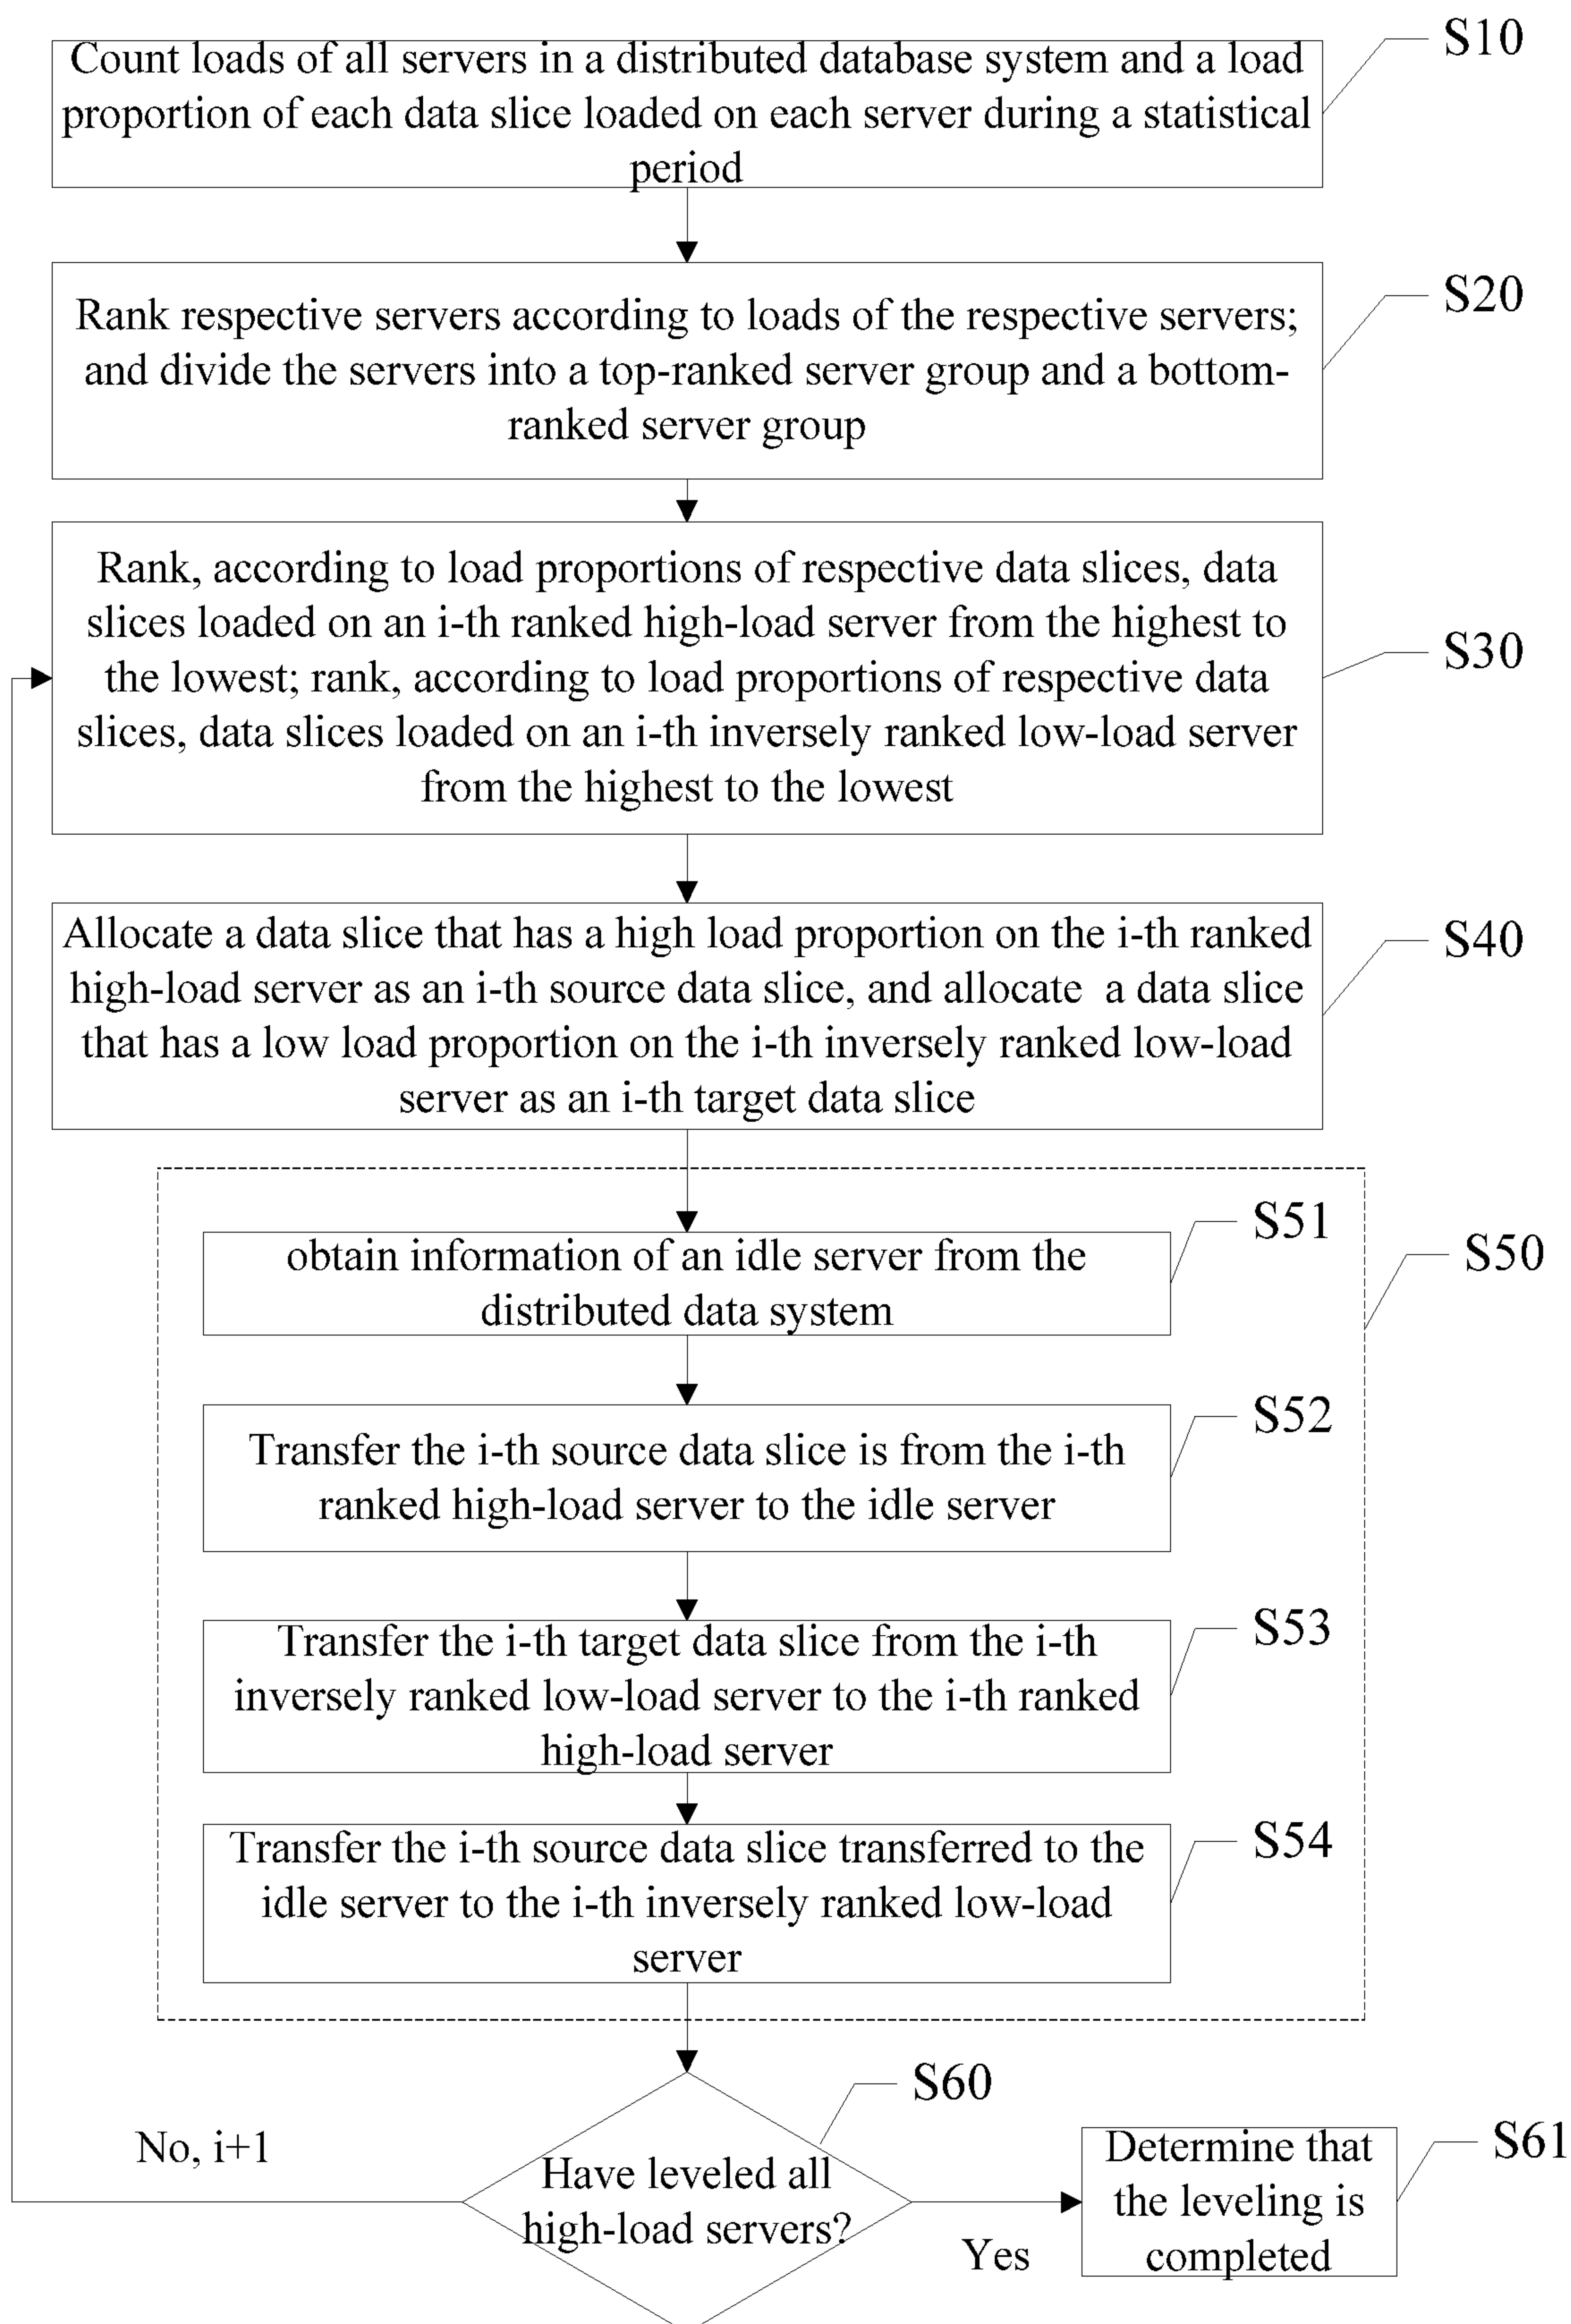 Count loads of all servers in a distributed database system and a load
proportion of each data slice loaded on each server during a statistical
period
S10
Rank respective servers according to loads of the respective servers;
and divide the servers into a top-ranked server group and a bottom-
ranked server group
S20
Rank, according to load proportions of respective data slices, data
slices loaded on an i-th ranked high-load server from the highest to
the lowest; rank, according to load proportions of respective data
slices, data slices loaded on an i-th inversely ranked low-load server
from the highest to the lowest
S30
Allocate a data slice that has a high load proportion on the i-th ranked
high-load server as an i-th source data slice, and allocate a data slice
that has a low load proportion on the i-th inversely ranked low-load
server as an i-th target data slice
S40
obtain information of an idle server from the
distributed data system
S51
S50
Transfer the i-th source data slice is from the i-th
ranked high-load server to the idle server
S52
Transfer the i-th target data slice from the i-th
inversely ranked low-load server to the i-th ranked
high-load server
S53
Transfer the i-th source data slice transferred to the
idle server to the i-th inversely ranked low-load
server
S54
Have leveled all
high-load servers?
S60
No, i+1
Yes
Determine that
the leveling is
completed
S61